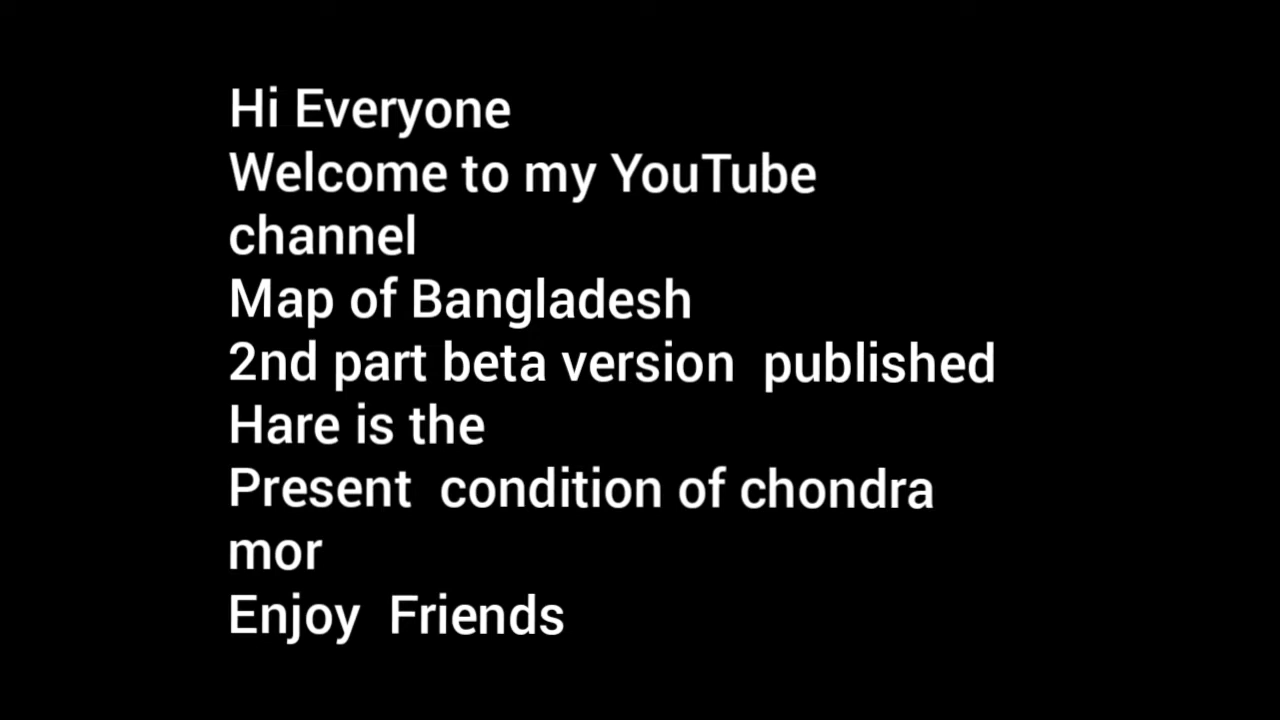 Hi Everyone
Welcome to my YouTube
channel
Map of Bangladesh
2nd part beta version  published
Hare is the
Present  condition of chondra
mor
Enjoy  Friends